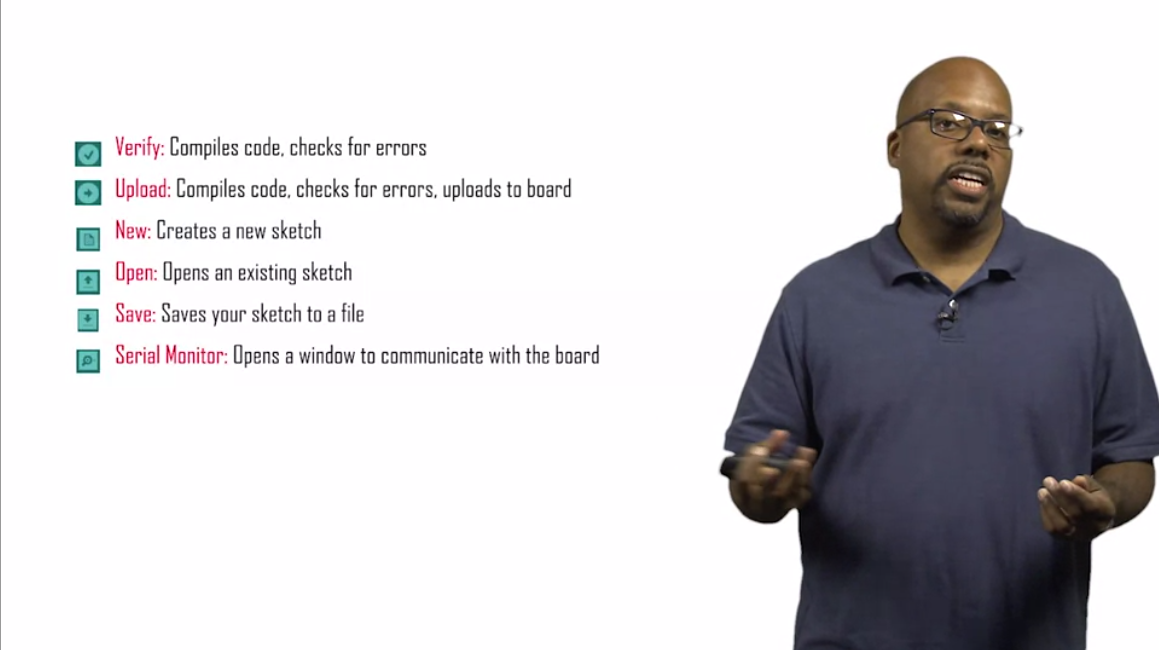 Verify: Compiles code, checks for errors
Upload: Compiles code, checks for errors, uploads to board
New: Creates a new sketch
Open: Opens an existing sketch
Save: Saves your sketch to a file
Serial Monitor: Opens a window to communicate with the board